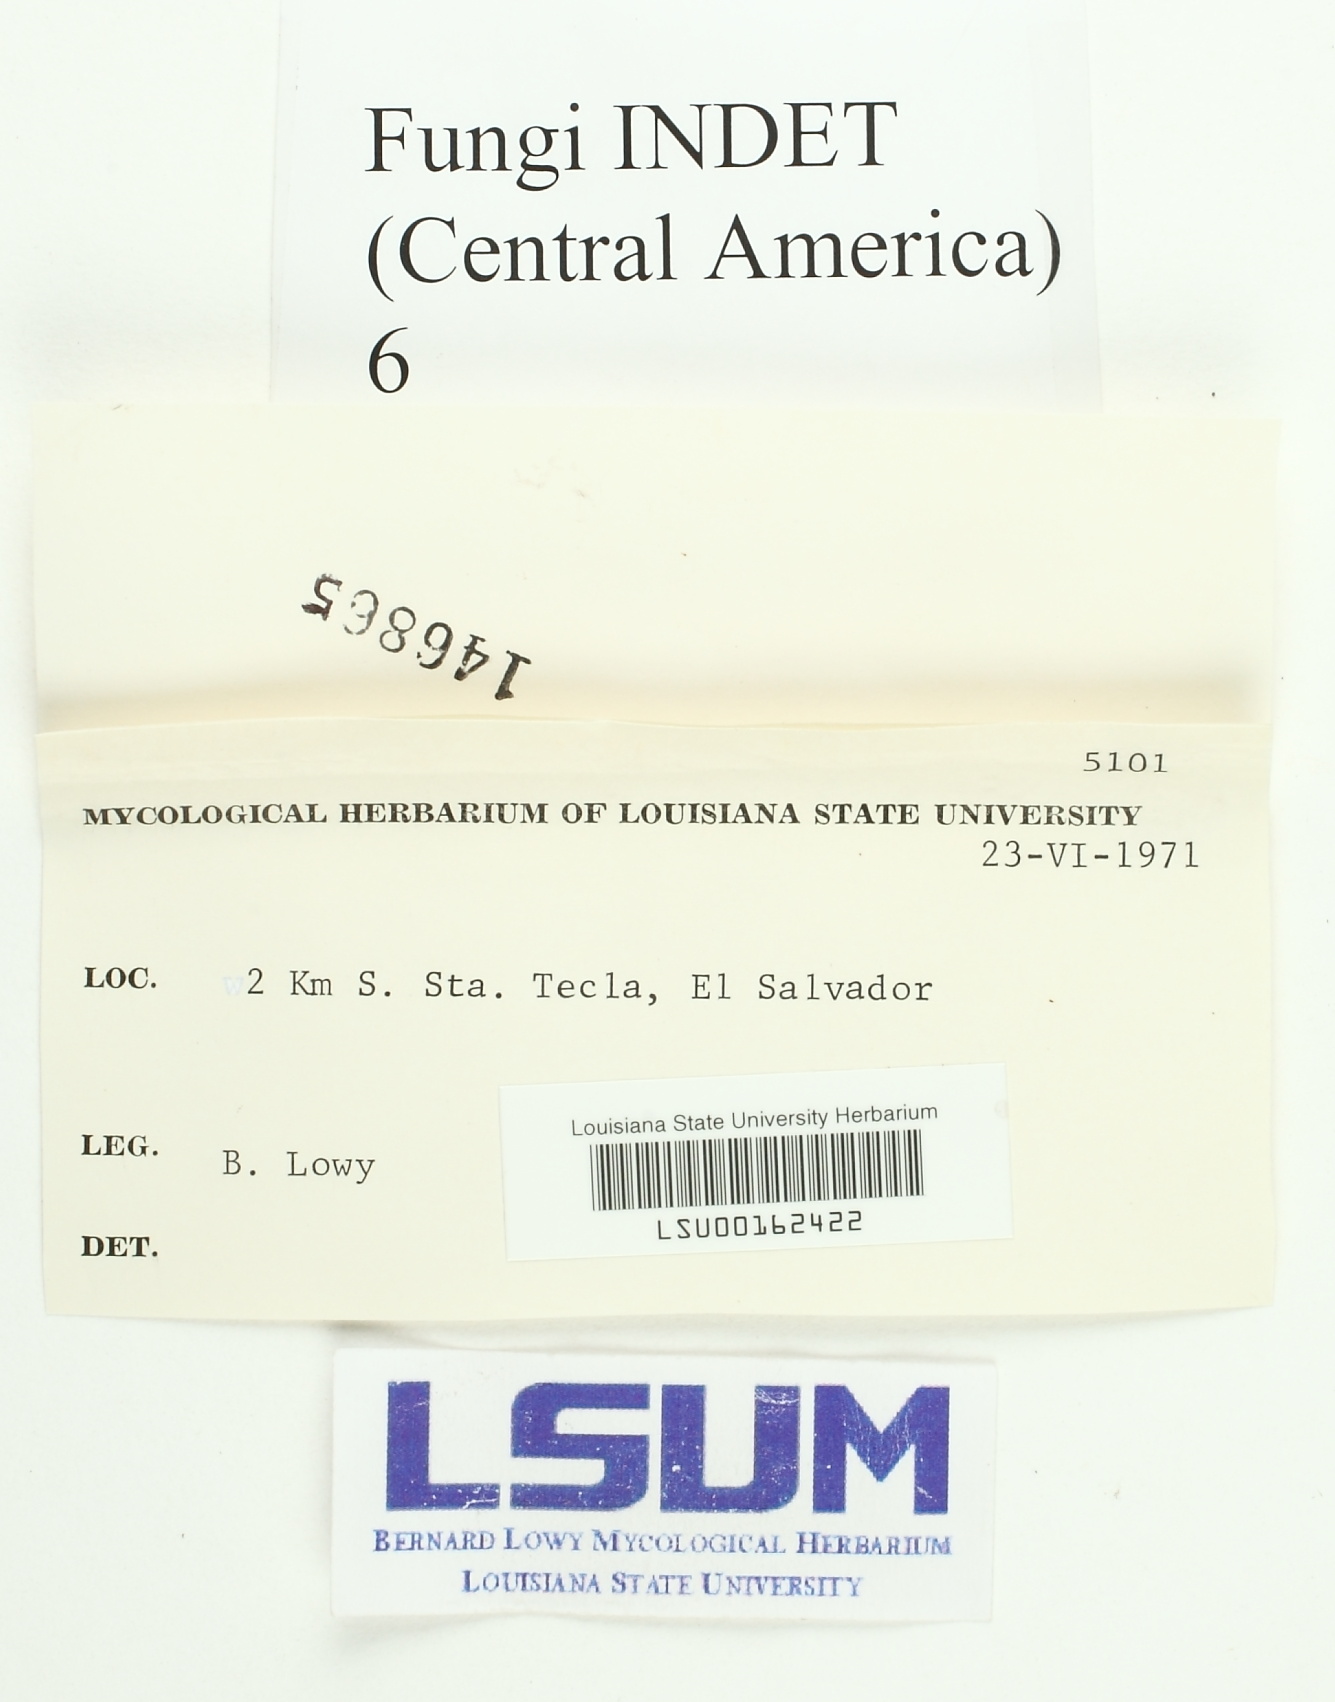 Fungi INDET
(Central America)
6
146865
5101
MYCOLOGICAL HERBARIUM OF LOUISIANA STATE UNIVERSITY
23-VI-1971
LOC. 2 Km S. Sta. Tecla, El Salvador
Louisiana State University Herbarium
LEG. B. Lowy
LSU00162422
DET.
LSUM
BERNARD LOWY MYCOLOGICAL HERBARIUM
LOUISIANA STATE UNIVERSITY